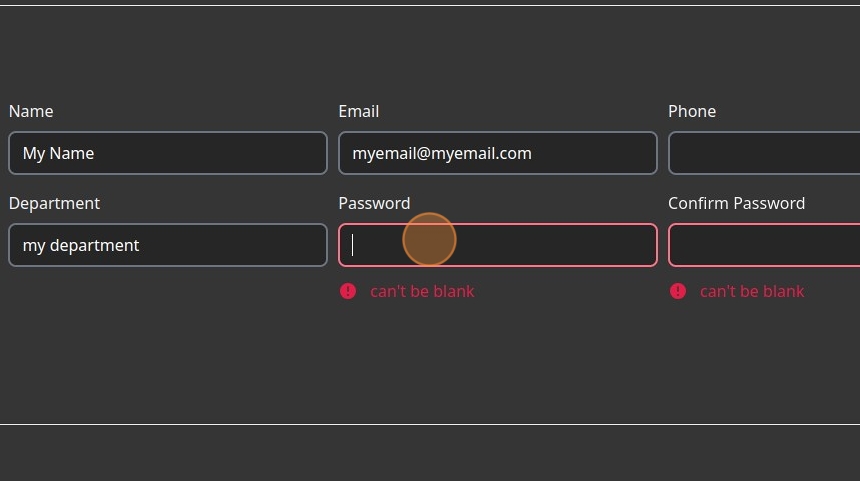 Name Email Phone
My Name myemail@myemail.com
Department Password Confirm Password
my department
can't be blank can't be blank